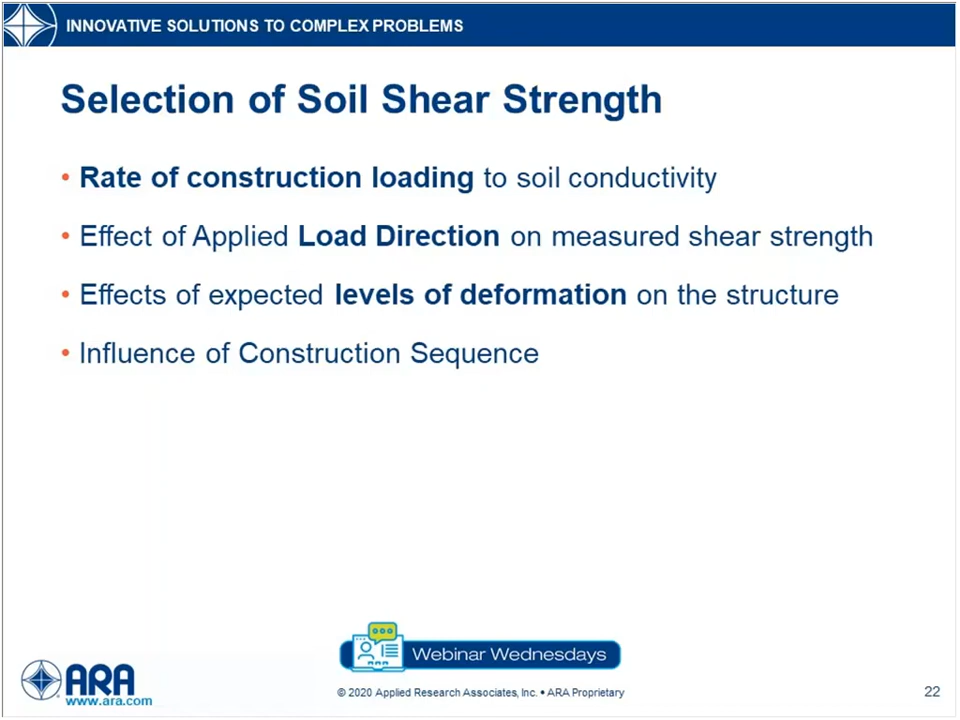 INNOVATIVE SOLUTIONS TO COMPLEX PROBLEMS
Selection of Soil Shear Strength
• Rate of construction loading to soil conductivity
• Effect of Applied Load Direction on measured shear strength
• Effects of expected levels of deformation on the structure
• Influence of Construction Sequence
Webinar Wednesdays
ARA
ARA
www.ara.com
© 2020 Applied Research Associates, Inc. • ARA Proprietary
22